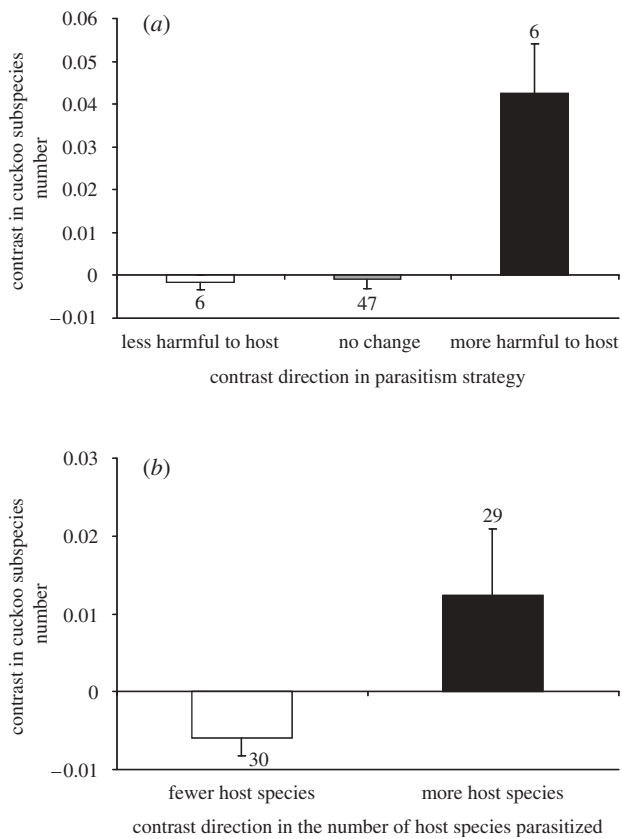 (a)
contrast in cuckoo subspecies
number
0.06
0.05
0.04
0.03
0.02
0.01
0
–0.01
6
47
6
less harmful to host
no change
more harmful to host
contrast direction in parasitism strategy
(b)
contrast in cuckoo subspecies
number
0.03
0.02
0.01
0
–0.01
30
29
fewer host species
more host species
contrast direction in the number of host species parasitized